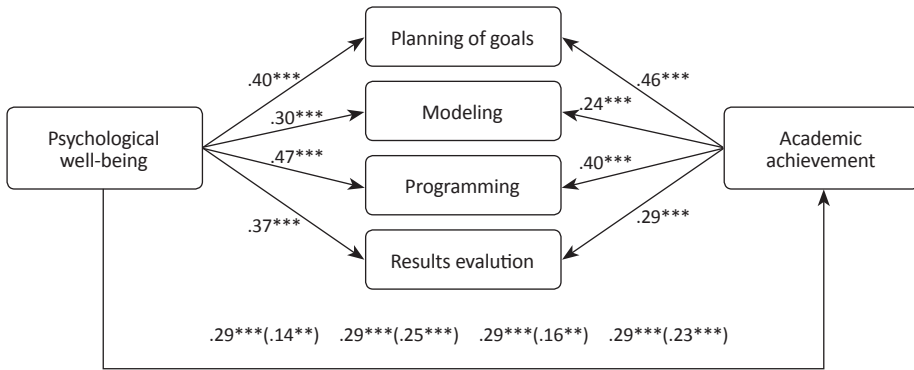 Planning of goals
.40***
.46***
Modeling
.30***
.24***
Psychological
well-being
Academic
achievement
.47***
.40***
Programming
.37***
.29***
Results evalution
.29***(.14**) .29***(.25***) .29***(.16**) .29***(.23***)